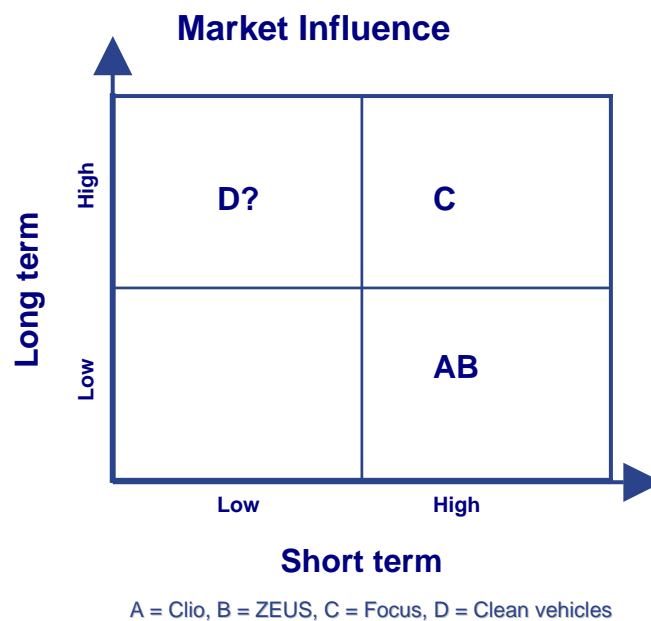 Market Influence
High
D?
C
Long term
Low
AB
Low
High
Short term
A = Clio, B = ZEUS, C = Focus, D = Clean vehicles